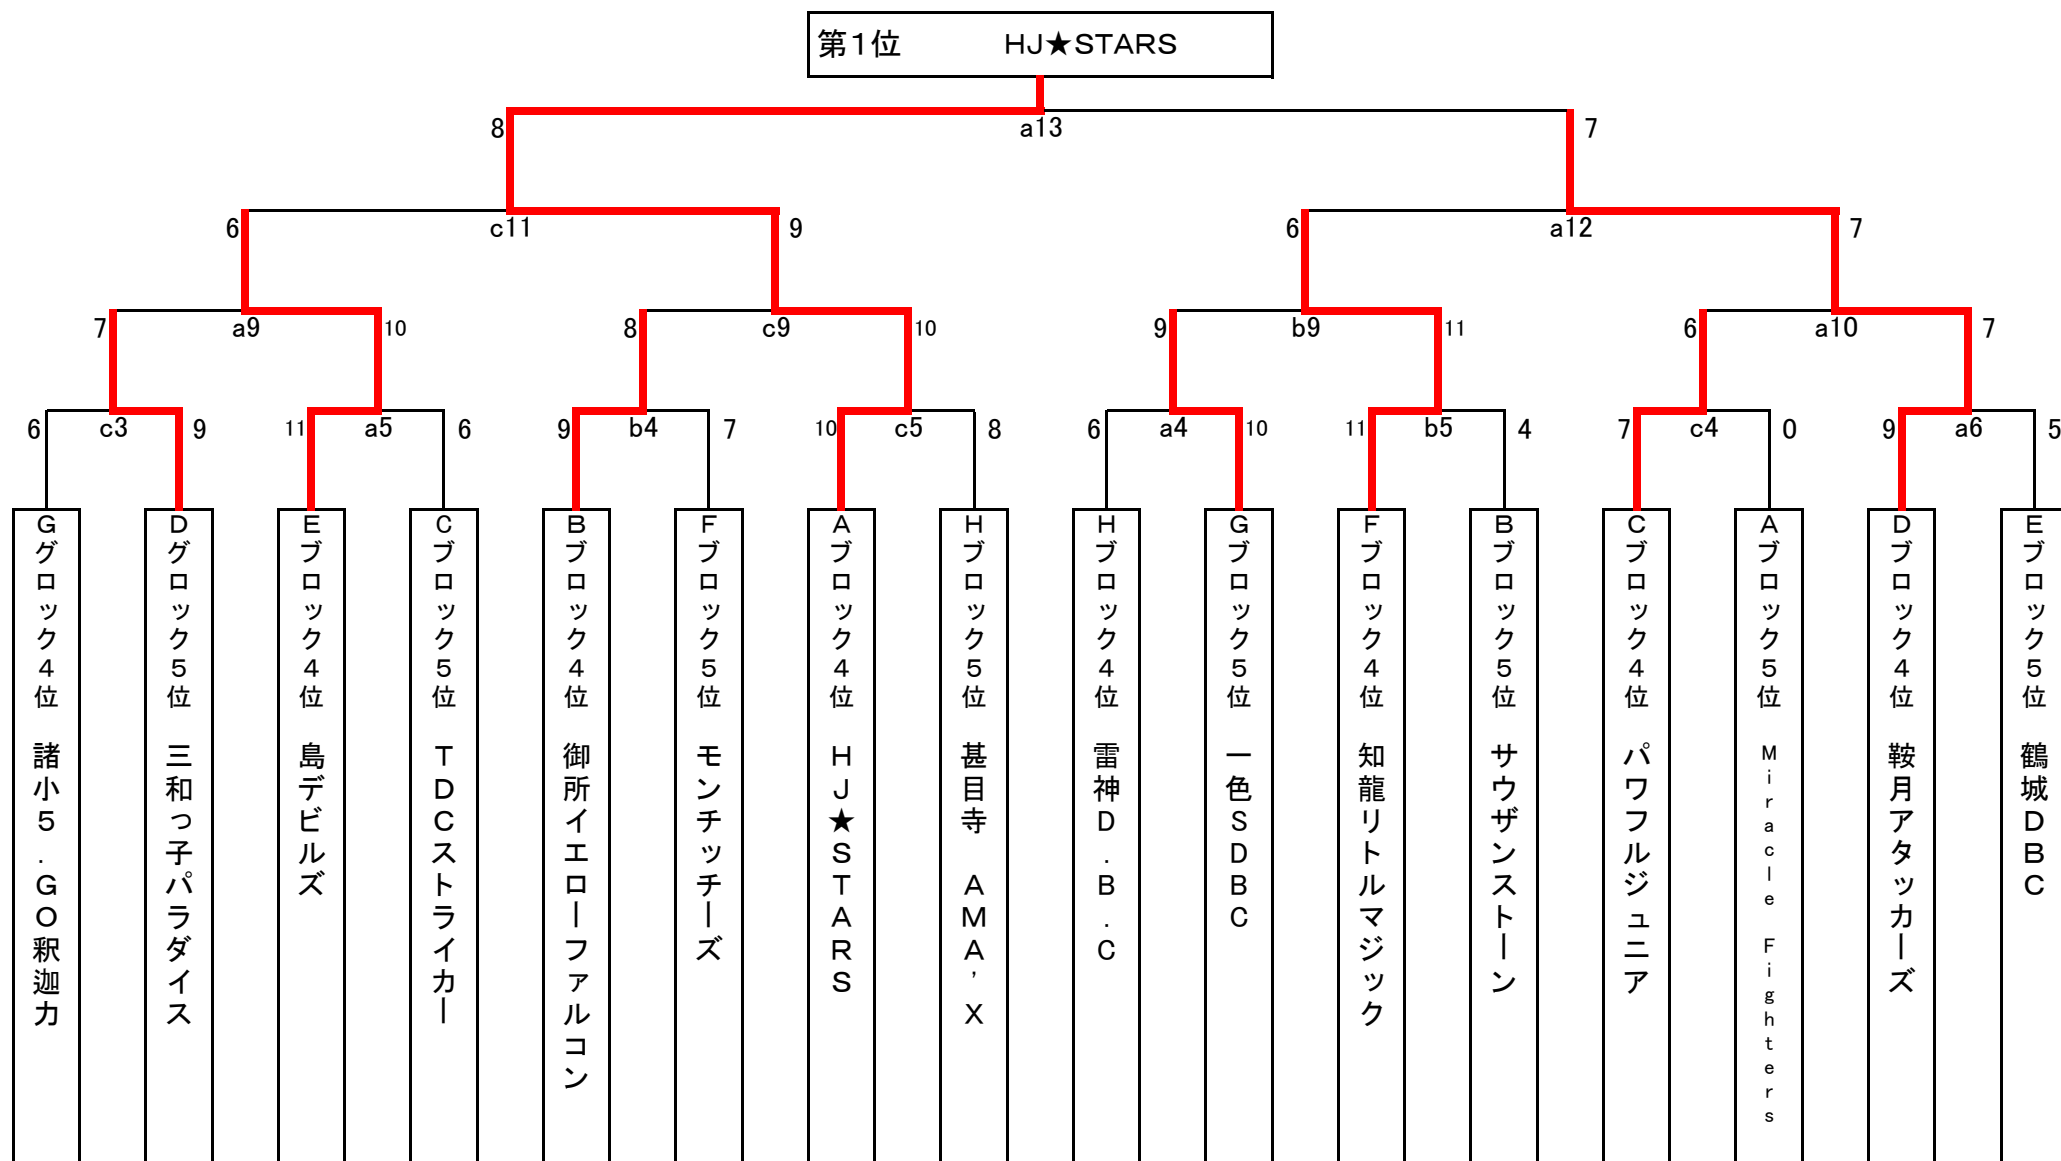 第1位 HJ★STARS
8 a13 7
6 c11 9 6 a12 7
7 a9 10 8 c9 10 9 b9 11 6 a10 7
6 c3 9 11 a5 6 9 b4 7 10 c5 8 6 a4 10 11 b5 4 7 c4 0 9 a6 5
Gグロック4位 諸小5.GO釈迦力
Dグロック5位 三和っ子パラダイス
Eブロック4位 島デビルズ
Cブロック5位 TDCストライカー
Bブロック4位 御所イエローファルコン
Fブロック5位 モンチッチーズ
Aブロック4位 HJ★STARS
Hブロック5位 甚目寺 AMA'X
Hブロック4位 雷神D.B.C
Gブロック5位 一色SDBC
Fブロック4位 知龍リトルマジック
Bブロック5位 サウザンストーン
Cブロック4位 パワフルジュニア
Aブロック5位 Miracle Fighters
Dブロック4位 鞍月アタッカーズ
Eブロック5位 鶴城DBC